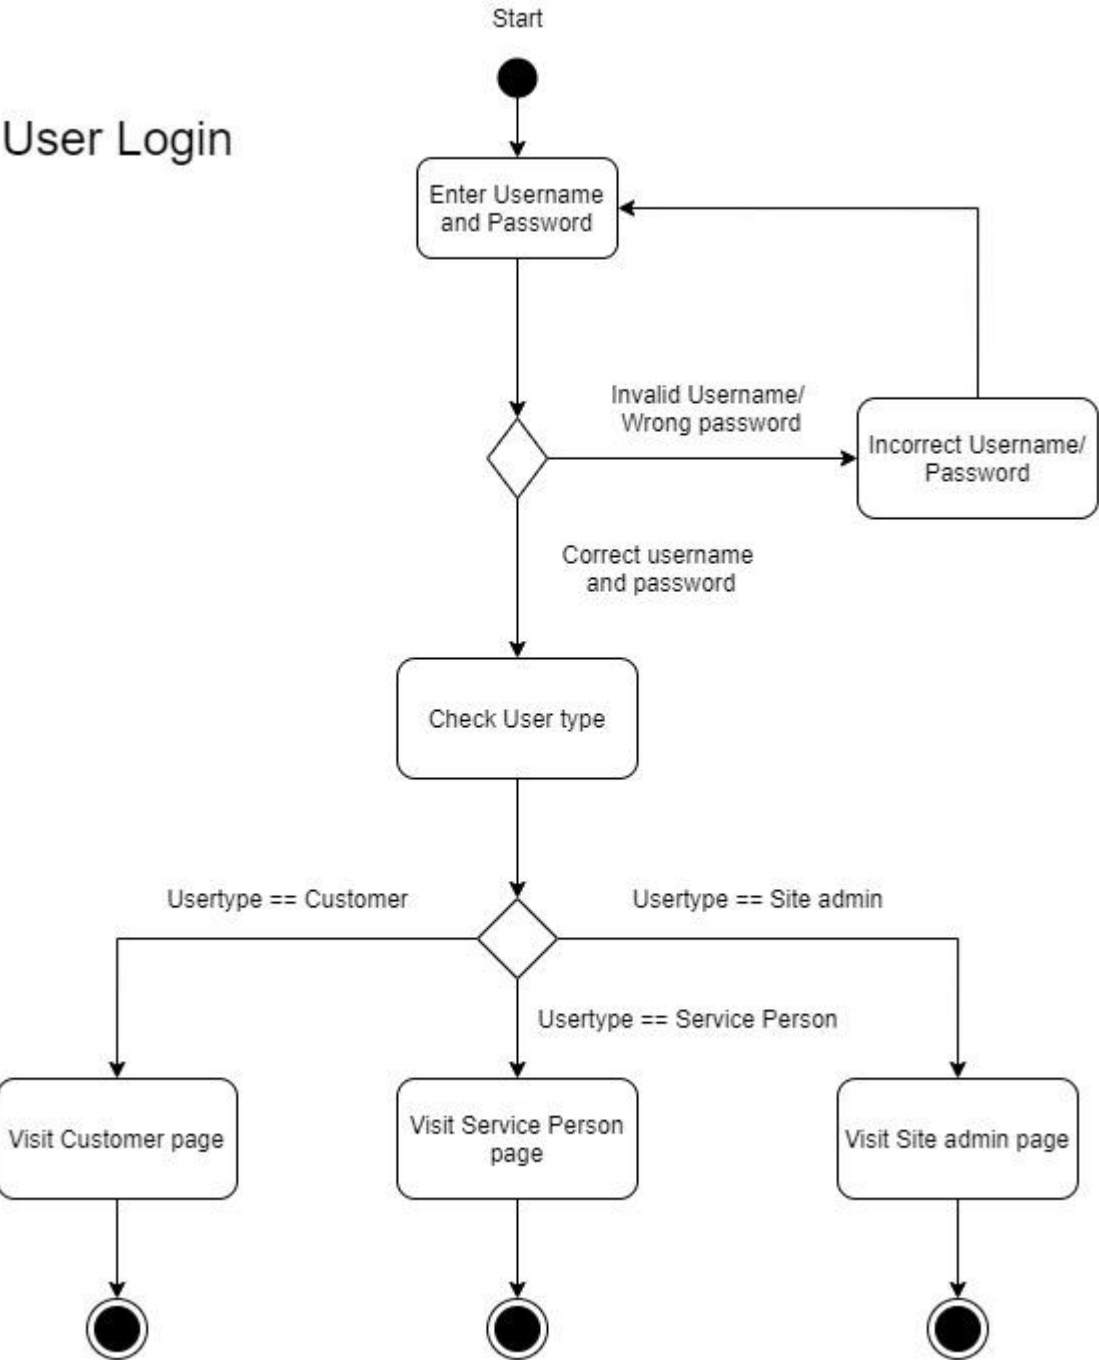 Start
User Login
Enter Username
and Password
Invalid Username/
Wrong password
Incorrect Username/
Password
Correct username
and password
Check User type
Usertype == Customer
Usertype == Site admin
Usertype == Service Person
Visit Customer page
Visit Service Person
page
Visit Site admin page